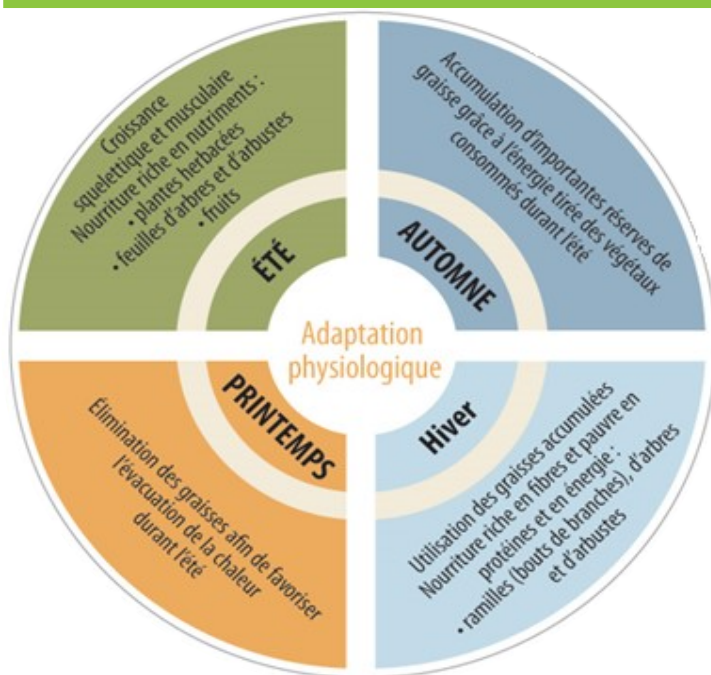 Croissance
squelettique et musculaire
Nourriture riche en nutriments :
• plantes herbacées
• feuilles d'arbres et d'arbustes
• fruits
ÉTÉ
Accumulation d'importantes réserves de
graisse grâce à l'énergie tirée des végétaux
consommés durant l'été
AUTOMNE
Adaptation
physiologique
PRINTEMPS
Élimination des graisses afin de favoriser
l'évacuation de la chaleur
durant l'été
Hiver
Utilisation des graisses accumulées
Nourriture riche en fibres et pauvre en
protéines et en énergie :
• ramilles (bouts de branches), d'arbres
et d'arbustes